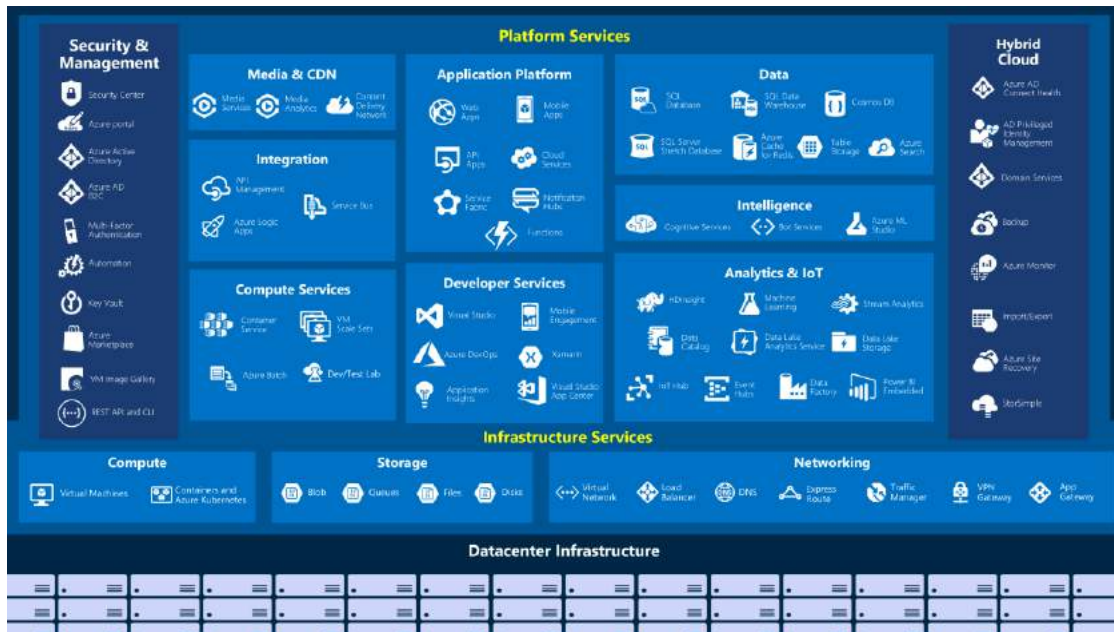 Platform Services
Security &
Management
Security Center
Azure portal
Azure Active
Directory
Azure AD
B2C
Multi-Factor
Authentication
Automation
Key Vault
Azure
Marketplace
VM Image Gallery
REST API and CLI
Media & CDN
Media
Services
Media
Analytics
Content
Delivery
Network
Integration
API
Management
Service Bus
Azure Logic
Apps
Compute Services
Container
Service
VM
Scale Sets
Azure Batch
Dev/Test Lab
Application Platform
Web
Apps
Mobile
Apps
API
Apps
Cloud
Services
Service
Fabric
Notification
Hubs
Functions
Developer Services
Visual Studio
Mobile
Engagement
Azure DevOps
Xamarin
Application
Insights
Visual Studio
App Center
Data
SQL
Database
SQL Data
Warehouse
Cosmos DB
SQL Server
Stretch Database
Azure
Cache
for Redis
Table
Storage
Azure
Search
Intelligence
Cognitive Services
Bot Services
Azure ML
Studio
Analytics & IoT
HDInsight
Machine
Learning
Stream Analytics
Data
Catalog
Data Lake
Analytics Service
Data Lake
Storage
IoT Hub
Event
Hubs
Data
Factory
Power BI
Embedded
Hybrid
Cloud
Azure AD
Connect Health
AD Privileged
Identity
Management
Domain Services
Backup
Azure Monitor
Import/Export
Azure Site
Recovery
StorSimple
Infrastructure Services
Compute
Virtual Machines
Containers and
Azure Kubernetes
Storage
Blob
Queues
Files
Disks
Networking
Virtual
Network
Load
Balancer
DNS
Express
Route
Traffic
Manager
VPN
Gateway
App
Gateway
Datacenter Infrastructure